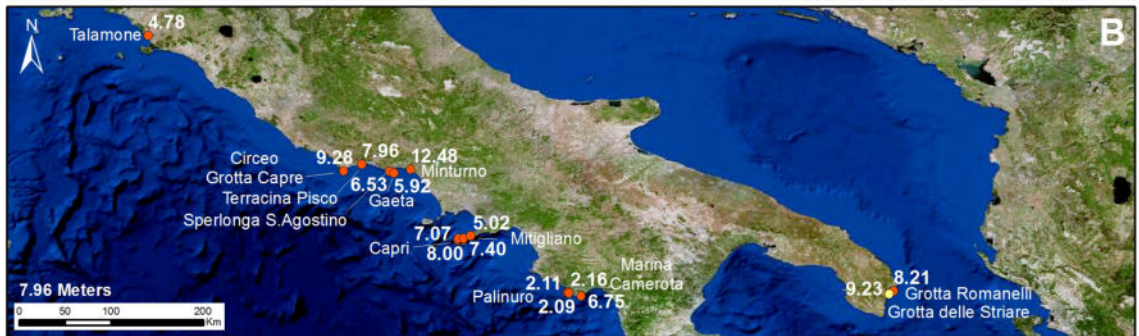 N
B
Talamone
4.78
Circeo
Grotta Capre
9.28
7.96
12.48
Minturno
Terracina Pisco
6.53
5.92
Sperlonga S.Agostino
Gaeta
7.07
5.02
Capri
8.00
7.40
Mitigliano
2.11
2.16
Marina
Camerota
Palinuro
2.09
6.75
8.21
9.23
Grotta Romanelli
Grotta delle Striare
7.96 Meters
0 50 100 200
Km